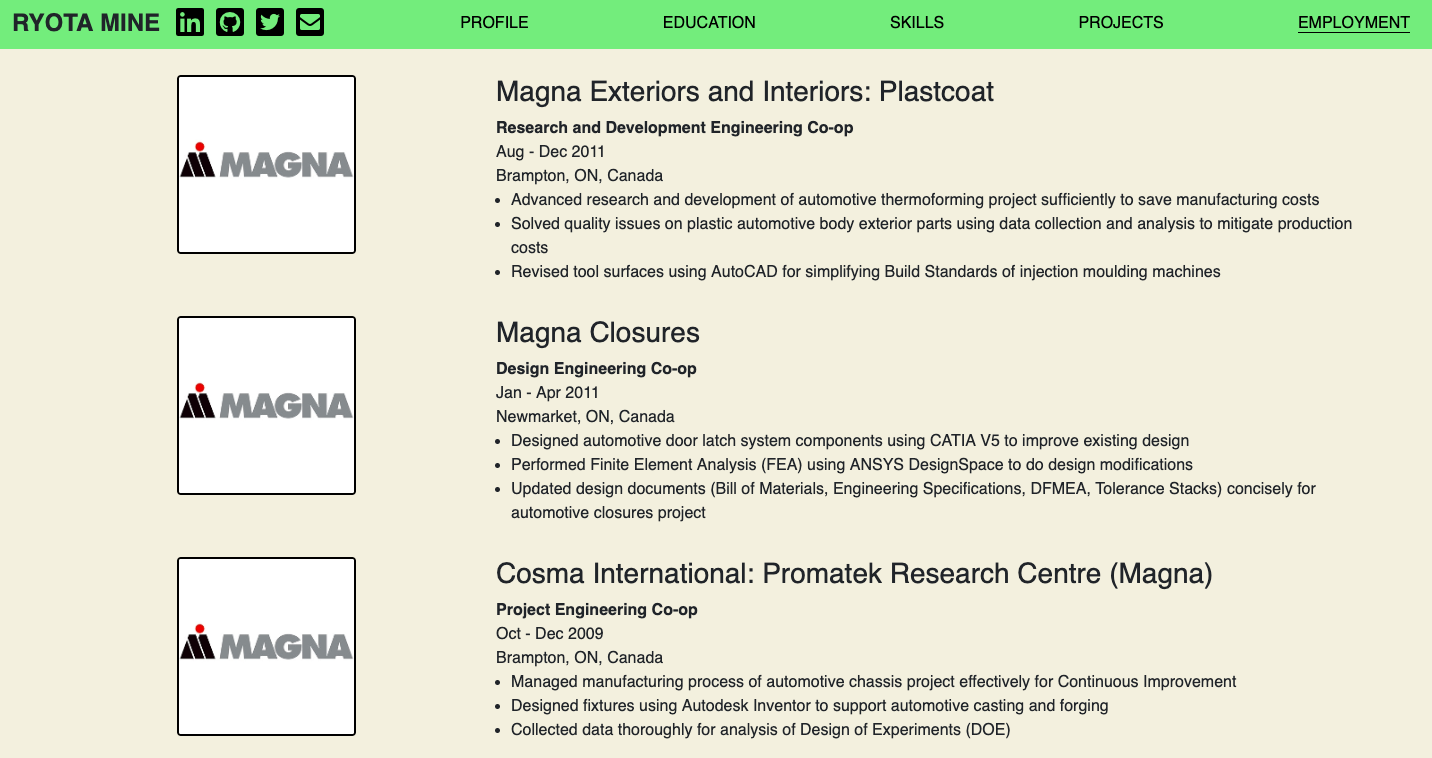 RYOTA MINE PROFILE EDUCATION SKILLS PROJECTS EMPLOYMENT
MAGNA
Magna Exteriors and Interiors: Plastcoat
Research and Development Engineering Co-op
Aug - Dec 2011
Brampton, ON, Canada
• Advanced research and development of automotive thermoforming project sufficiently to save manufacturing costs
• Solved quality issues on plastic automotive body exterior parts using data collection and analysis to mitigate production
costs
• Revised tool surfaces using AutoCAD for simplifying Build Standards of injection moulding machines
MAGNA
Magna Closures
Design Engineering Co-op
Jan - Apr 2011
Newmarket, ON, Canada
• Designed automotive door latch system components using CATIA V5 to improve existing design
• Performed Finite Element Analysis (FEA) using ANSYS DesignSpace to do design modifications
• Updated design documents (Bill of Materials, Engineering Specifications, DFMEA, Tolerance Stacks) concisely for
automotive closures project
MAGNA
Cosma International: Promatek Research Centre (Magna)
Project Engineering Co-op
Oct - Dec 2009
Brampton, ON, Canada
• Managed manufacturing process of automotive chassis project effectively for Continuous Improvement
• Designed fixtures using Autodesk Inventor to support automotive casting and forging
• Collected data thoroughly for analysis of Design of Experiments (DOE)